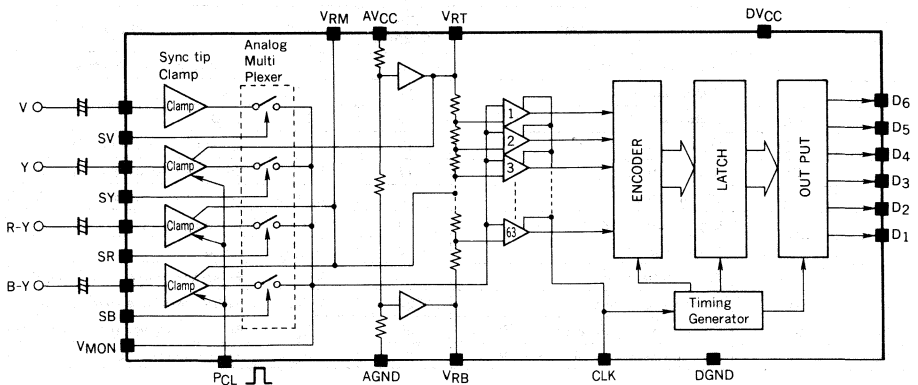 VRM AVCC VRT DVCC
Sync tip
Clamp
Analog
Multi
Plexer
V
Clamp
SV
Y
Clamp
SY
R-Y
Clamp
SR
B-Y
Clamp
SB
VMON
PCL
AGND
VRB
CLK
DGND
1
2
3
63
ENCODER
LATCH
OUT PUT
Timing
Generator
D6
D5
D4
D3
D2
D1